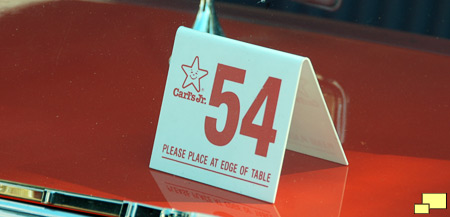 54
Carl's Jr.
PLEASE PLACE AT EDGE OF TABLE